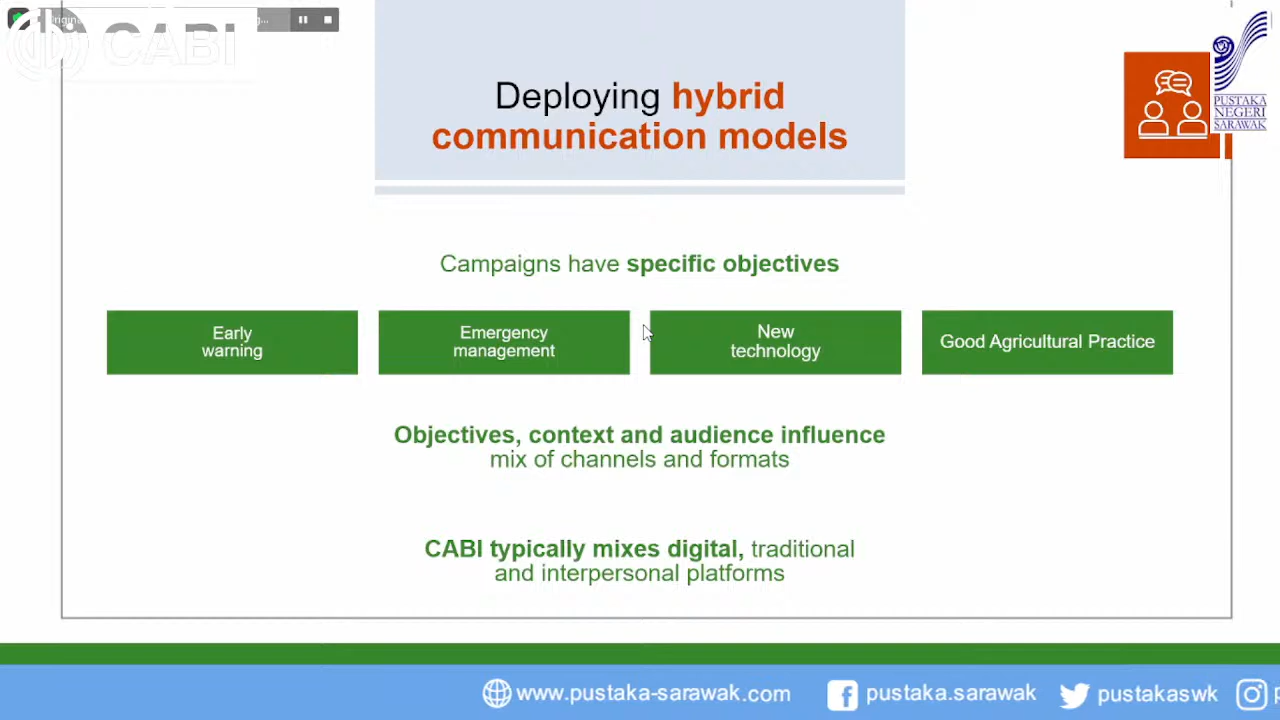 CABI
Deploying hybrid
communication models
PUSTAKA
NEGERI
SARAWAK
Campaigns have specific objectives
Early
warning
Emergency
management
New
technology
Good Agricultural Practice
Objectives, context and audience influence
mix of channels and formats
CABI typically mixes digital, traditional
and interpersonal platforms
www.pustaka-sarawak.com
pustaka.sarawak
pustakaswk